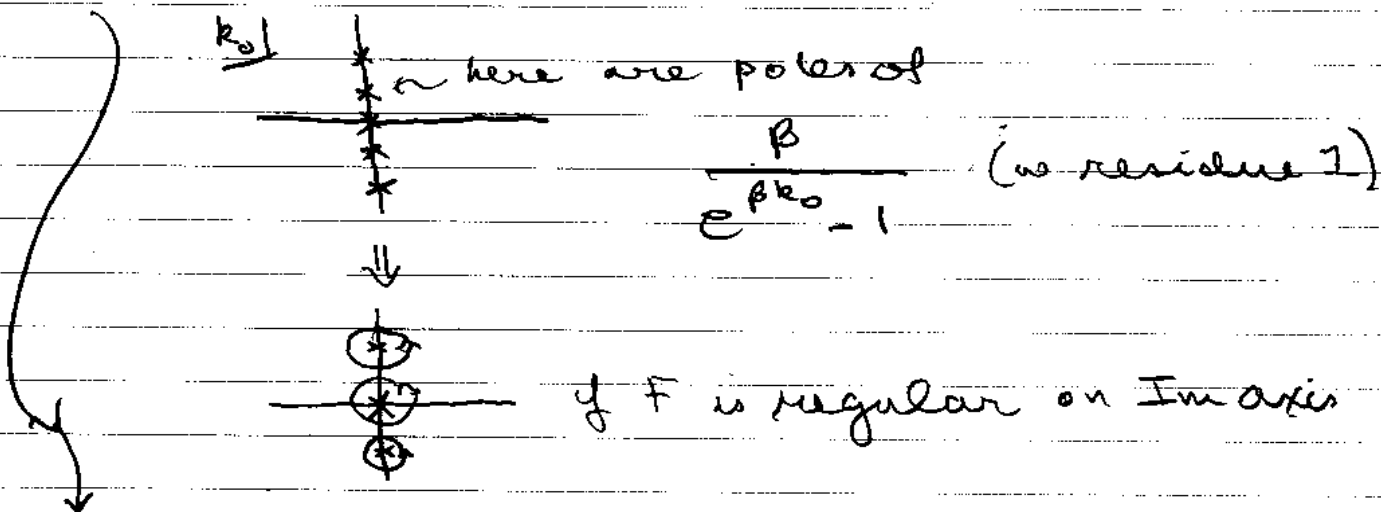 k₀
here are poles of
β / (e^{βk₀} - 1) (w residue 1)
⇓
if F is regular on Im axis